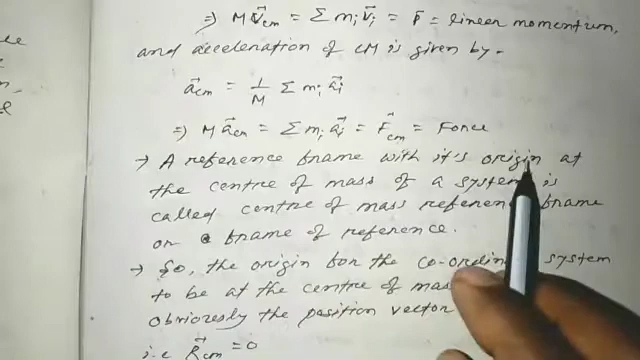 ⇒ M V⃗cm = Σ mi v⃗i = P⃗ = linear momentum,
and acceleration of CM is given by -
a⃗cm = 1/M Σ mi a⃗i
⇒ M a⃗cm = Σ mi a⃗i = F⃗cm = Force
→ A reference frame with it's origin at
the centre of mass of a system is
called centre of mass reference frame
or frame of reference.
→ So, the origin for the co-ordin system
to be at the centre of mas
obviously the position vector
i.e R⃗cm = 0